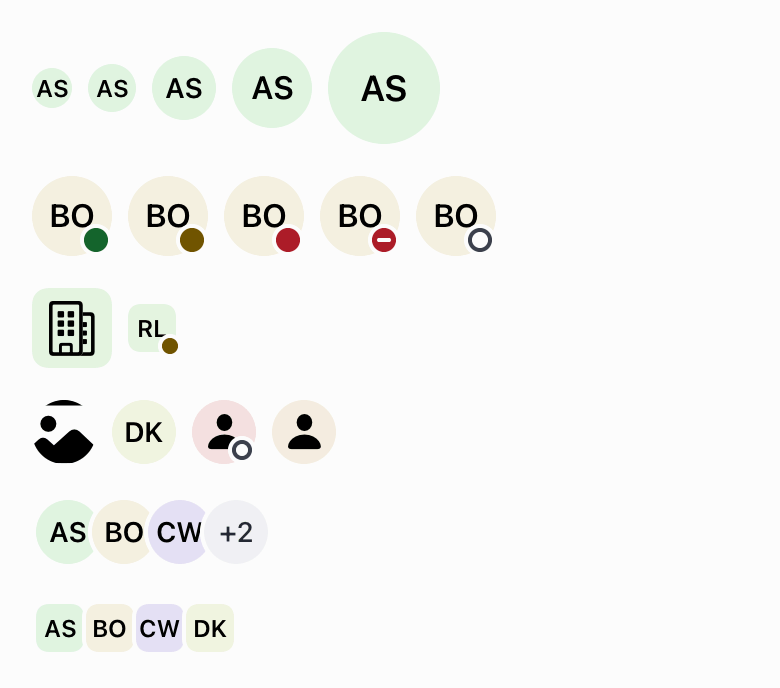 AS AS AS AS AS
BO BO BO BO BO
RL
DK
AS BO CW +2
AS BO CW DK